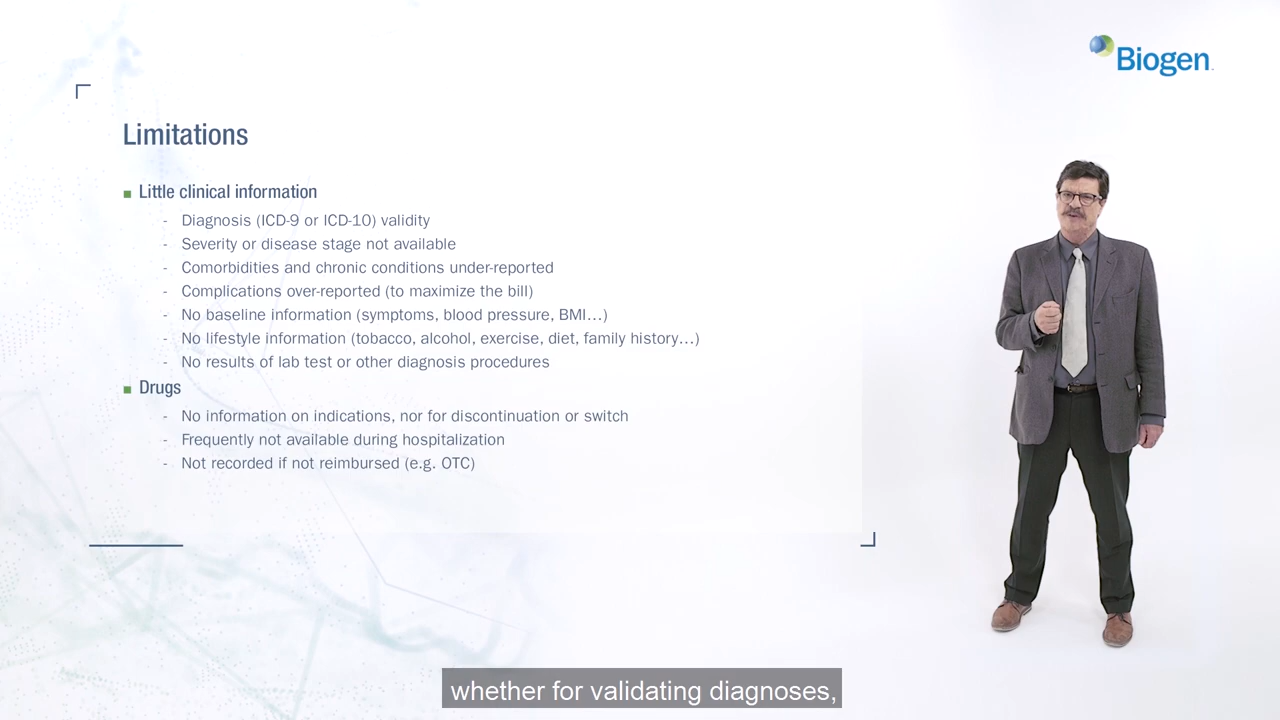 Biogen
Limitations
Little clinical information
- Diagnosis (ICD-9 or ICD-10) validity
- Severity or disease stage not available
- Comorbidities and chronic conditions under-reported
- Complications over-reported (to maximize the bill)
- No baseline information (symptoms, blood pressure, BMI…)
- No lifestyle information (tobacco, alcohol, exercise, diet, family history…)
- No results of lab test or other diagnosis procedures
Drugs
- No information on indications, nor for discontinuation or switch
- Frequently not available during hospitalization
- Not recorded if not reimbursed (e.g. OTC)
whether for validating diagnoses,